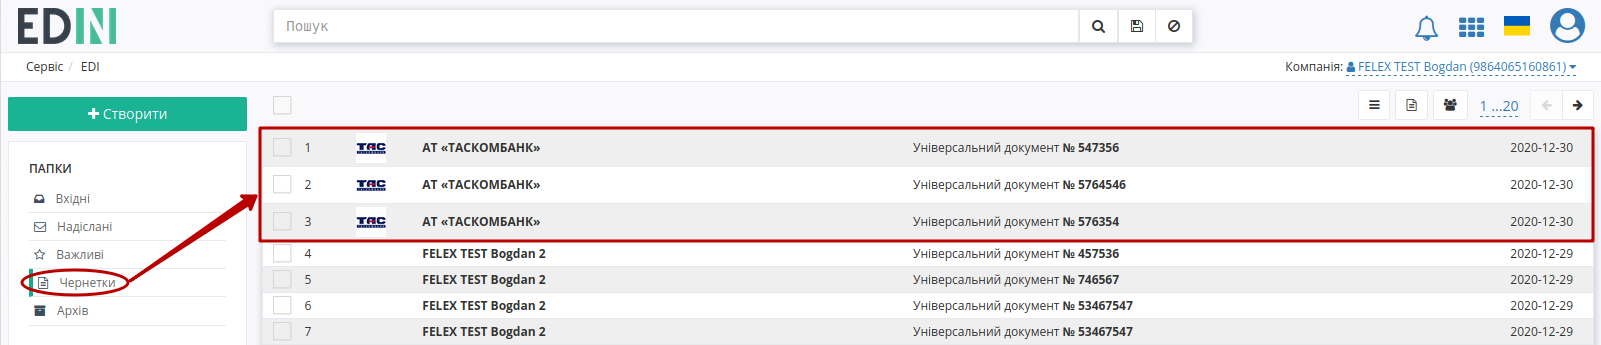 EDIN
Пошук
Сервіс / EDI
Компанія: FELEX TEST Bogdan (9864065160861)
Створити
1 ...20
ПАПКИ
Вхідні
Надіслані
Важливі
Чернетки
Архів
1 ТАС АТ «ТАСКОМБАНК» Універсальний документ № 547356 2020-12-30
2 ТАС АТ «ТАСКОМБАНК» Універсальний документ № 5764546 2020-12-30
3 ТАС АТ «ТАСКОМБАНК» Універсальний документ № 576354 2020-12-30
4 FELEX TEST Bogdan 2 Універсальний документ № 457536 2020-12-29
5 FELEX TEST Bogdan 2 Універсальний документ № 746567 2020-12-29
6 FELEX TEST Bogdan 2 Універсальний документ № 53467547 2020-12-29
7 FELEX TEST Bogdan 2 Універсальний документ № 53467547 2020-12-29